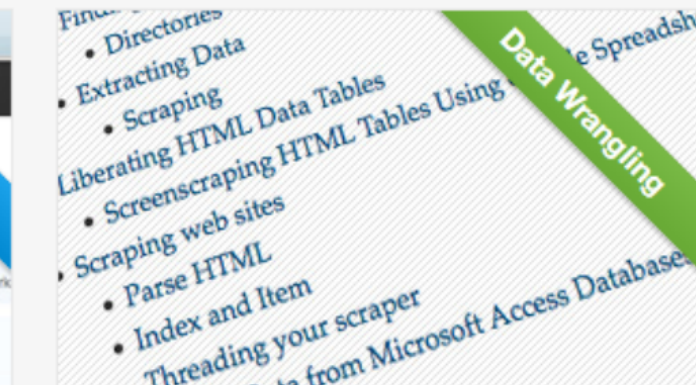 Directories
Extracting Data
Scraping
Liberating HTML Data Tables
Screenscraping HTML Tables Using
Scraping web sites
Parse HTML
Index and Item
Threading your scraper
from Microsoft Access Databases
Data Wrangling